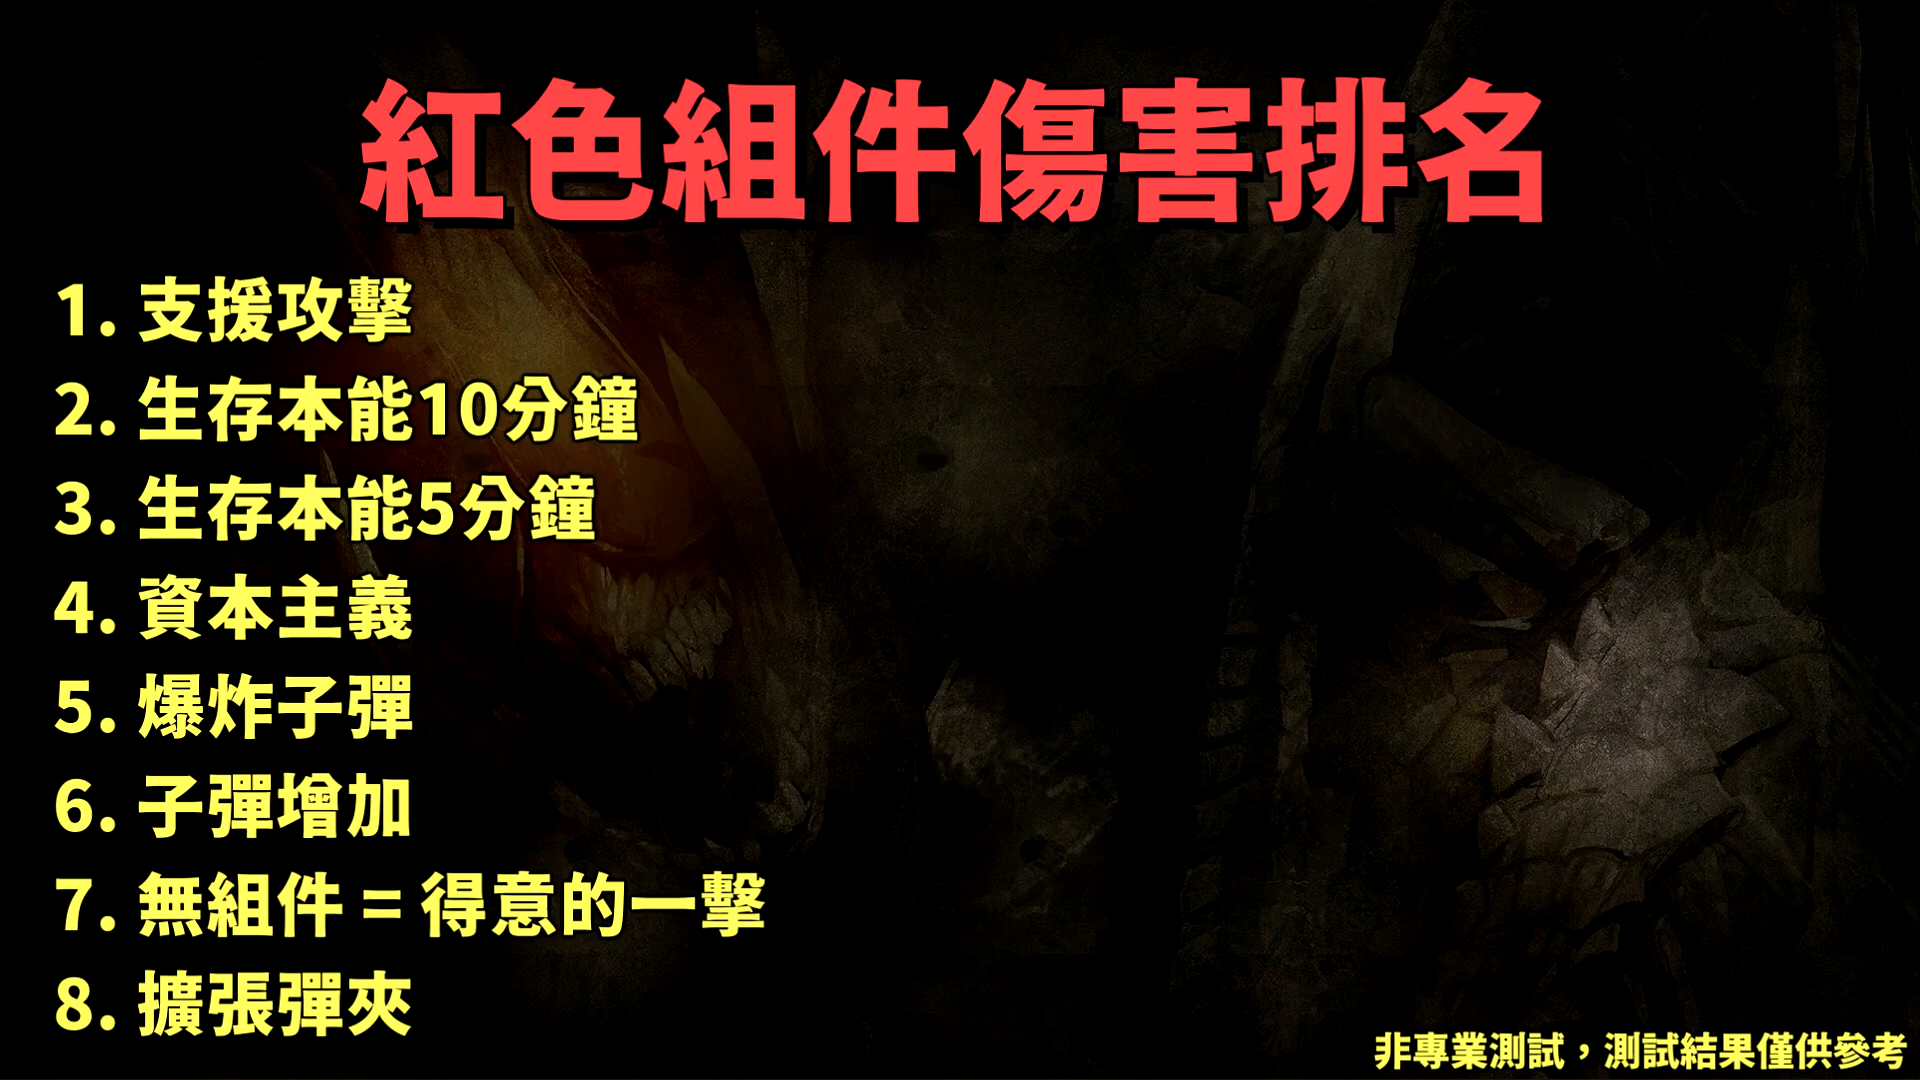 紅色組件傷害排名
1. 支援攻擊
2. 生存本能10分鐘
3. 生存本能5分鐘
4. 資本主義
5. 爆炸子彈
6. 子彈增加
7. 無組件 = 得意的一擊
8. 擴張彈夾
非專業測試，測試結果僅供參考